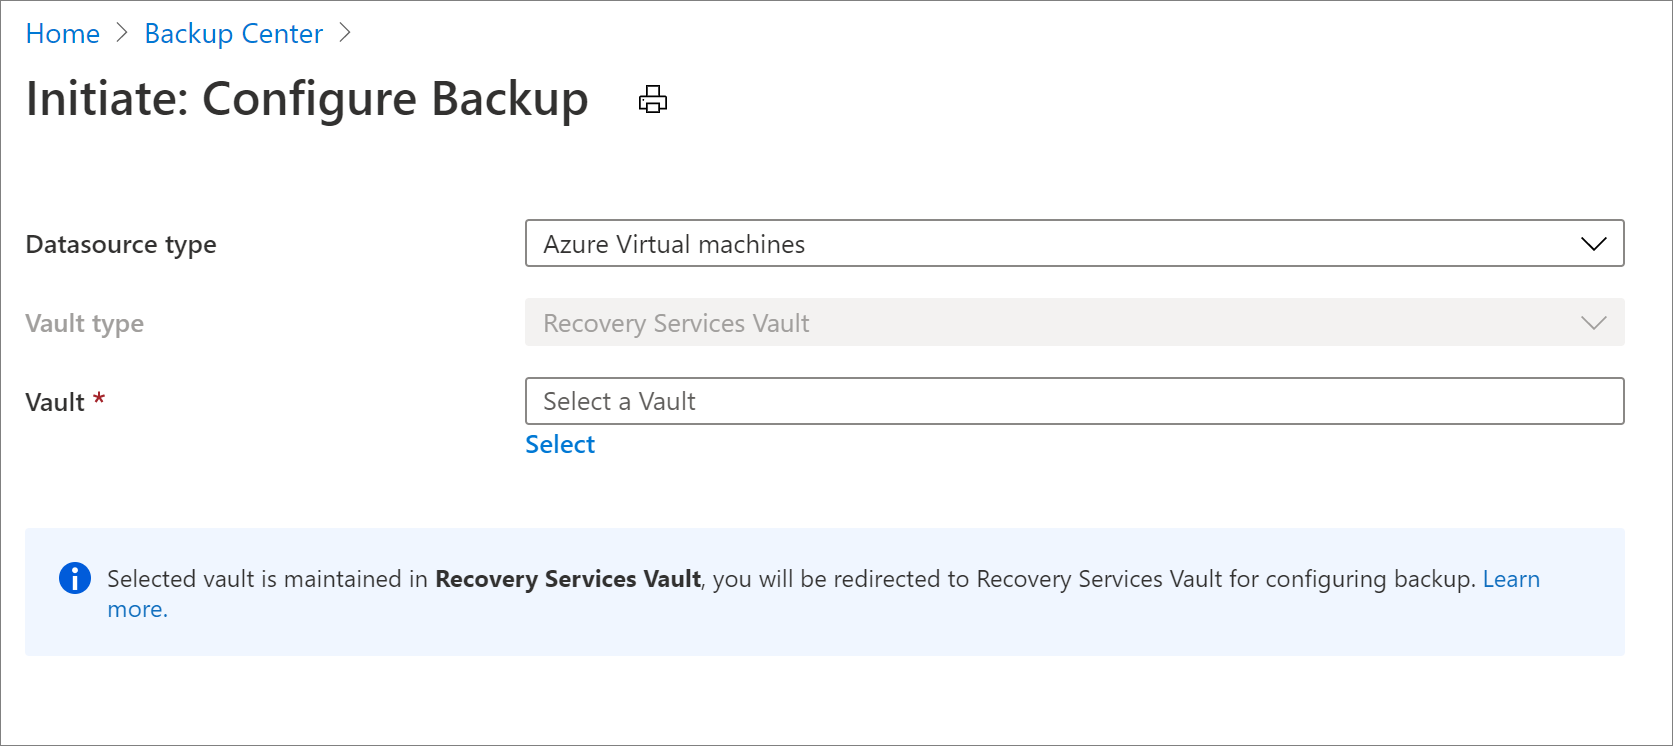 Home > Backup Center >
Initiate: Configure Backup
Datasource type
Azure Virtual machines
Vault type
Recovery Services Vault
Vault *
Select a Vault
Select
Selected vault is maintained in Recovery Services Vault, you will be redirected to Recovery Services Vault for configuring backup. Learn
more.